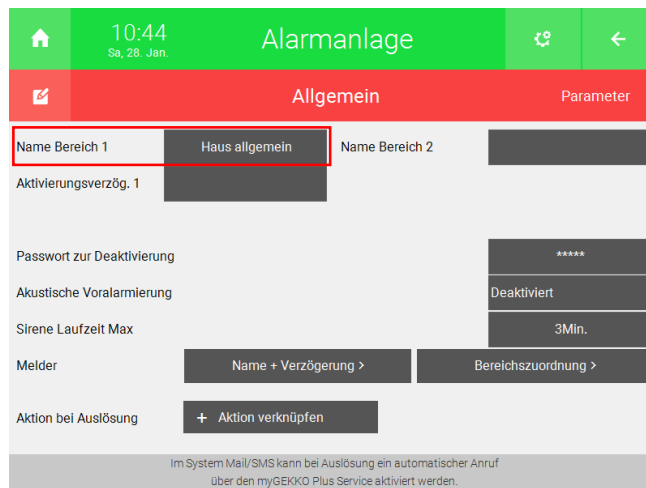 10:44
Sa, 28. Jan.
Alarmanlage
Allgemein
Parameter
Name Bereich 1
Haus allgemein
Name Bereich 2
Aktivierungsverzög. 1
Passwort zur Deaktivierung
*****
Akustische Voralarmierung
Deaktiviert
Sirene Laufzeit Max
3Min.
Melder
Name + Verzögerung >
Bereichszuordnung >
Aktion bei Auslösung
+ Aktion verknüpfen
Im System Mail/SMS kann bei Auslösung ein automatischer Anruf
über den myGEKKO Plus Service aktiviert werden.